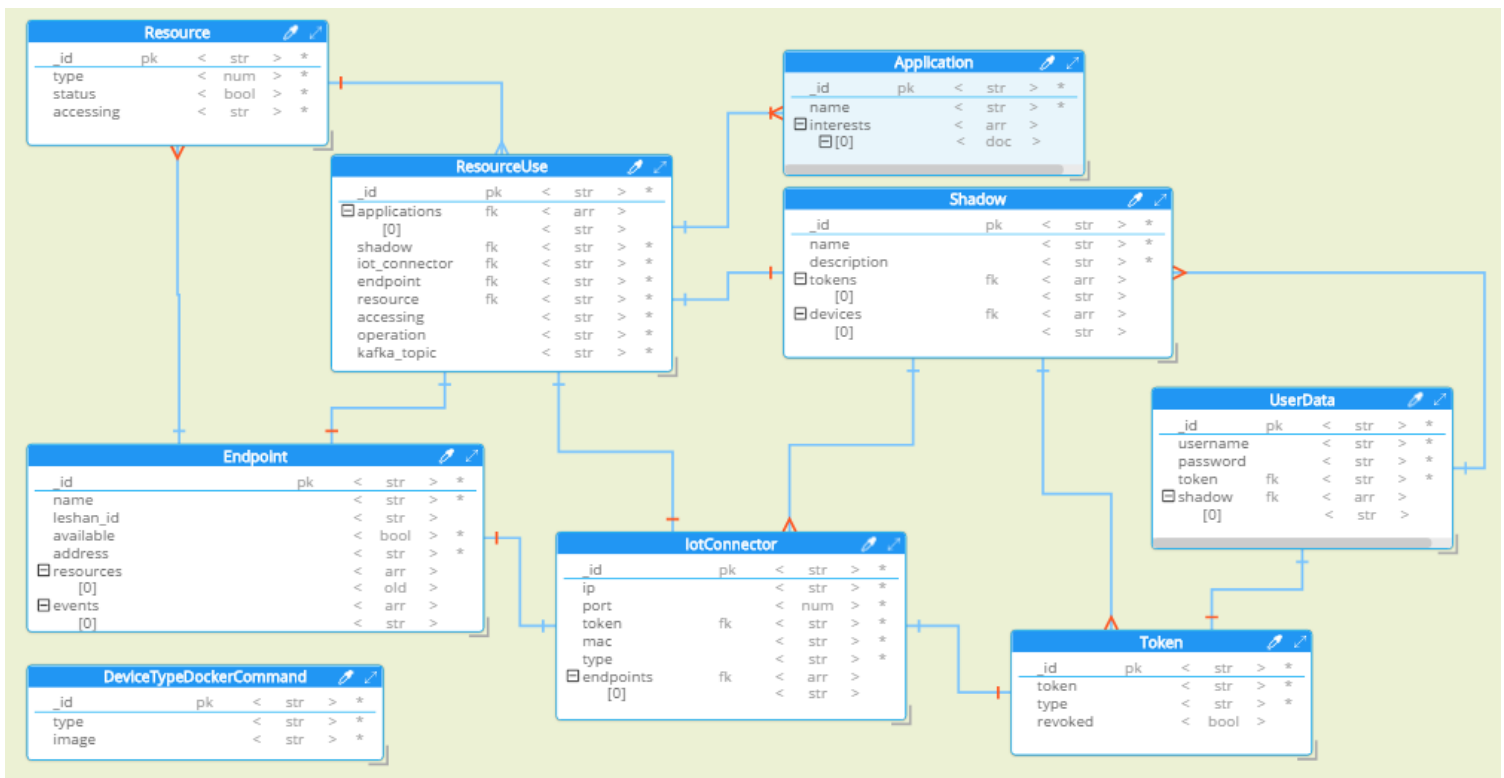 Resource
_id pk < str > *
type < num > *
status < bool > *
accessing < str > *
Application
_id pk < str > *
name < str > *
interests < arr >
[0] < doc >
ResourceUse
_id pk < str > *
applications fk < arr >
[0] < str >
shadow fk < str > *
iot_connector fk < str > *
endpoint fk < str > *
resource fk < str > *
accessing < str > *
operation < str > *
kafka_topic < str > *
Shadow
_id pk < str > *
name < str > *
description < str > *
tokens fk < arr >
[0] < str >
devices fk < arr >
[0] < str >
UserData
_id pk < str > *
username < str > *
password < str > *
token fk < str > *
shadow fk < arr >
[0] < str >
Endpoint
_id pk < str > *
name < str > *
leshan_id < str >
available < bool > *
address < str > *
resources < arr >
[0] < old >
events < arr >
[0] < str >
IotConnector
_id pk < str > *
ip < str > *
port < num > *
token fk < str > *
mac < str > *
type < str > *
endpoints fk < arr >
[0] < str >
Token
_id pk < str > *
token < str > *
type < str > *
revoked < bool >
DeviceTypeDockerCommand
_id pk < str > *
type < str > *
image < str > *